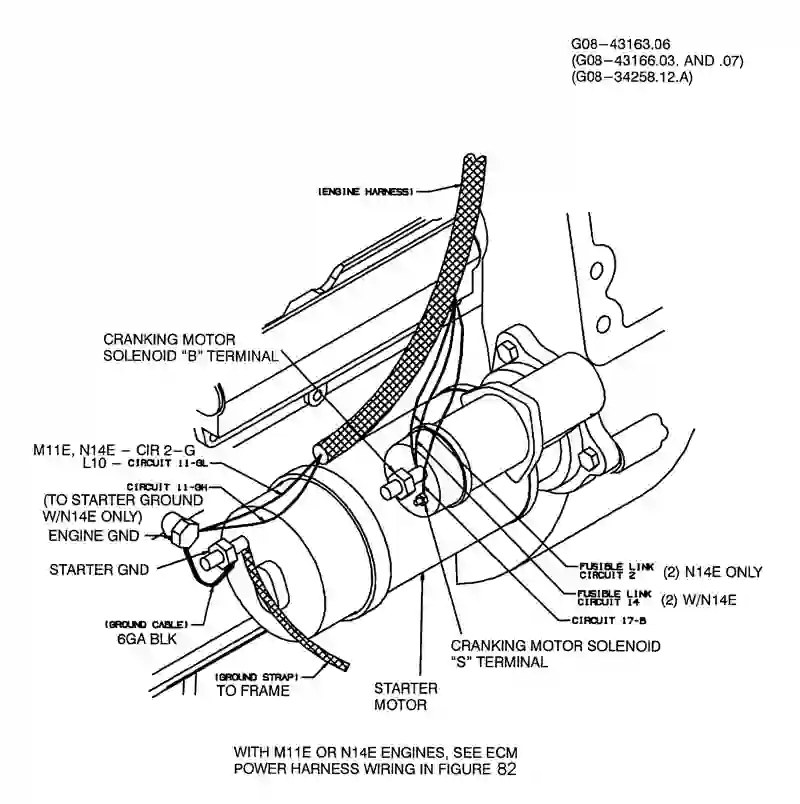 G08-43163.06
(G08-43166.03. AND .07)
(G08-34258.12.A)
(ENGINE HARNESS)
CRANKING MOTOR
SOLENOID "B" TERMINAL
M11E, N14E - CIR 2-G
L10 - CIRCUIT 11-GL
CIRCUIT 11-GH
(TO STARTER GROUND
W/N14E ONLY)
ENGINE GND
STARTER GND
(GROUND CABLE)
6GA BLK
(GROUND STRAP)
TO FRAME
STARTER
MOTOR
FUSIBLE LINK
CIRCUIT 2 (2) N14E ONLY
FUSIBLE LINK
CIRCUIT 14 (2) W/N14E
CIRCUIT 17-B
CRANKING MOTOR SOLENOID
"S" TERMINAL
WITH M11E OR N14E ENGINES, SEE ECM
POWER HARNESS WIRING IN FIGURE 82